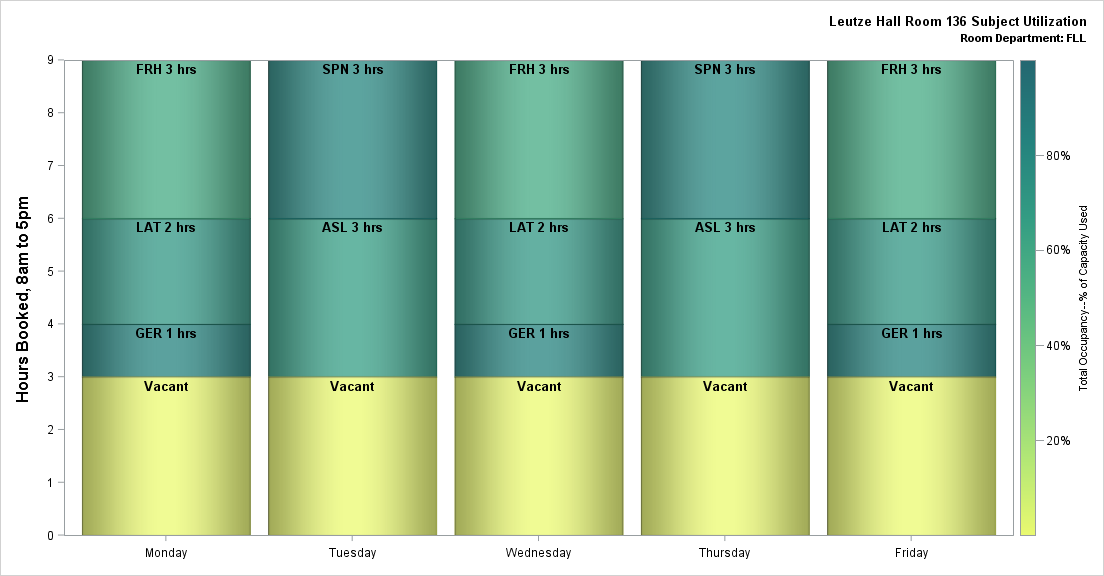 Leutze Hall Room 136 Subject Utilization
Room Department: FLL
Hours Booked, 8am to 5pm
9
8
7
6
5
4
3
2
1
0
FRH 3 hrs
LAT 2 hrs
GER 1 hrs
Vacant
SPN 3 hrs
ASL 3 hrs
Vacant
FRH 3 hrs
LAT 2 hrs
GER 1 hrs
Vacant
SPN 3 hrs
ASL 3 hrs
Vacant
FRH 3 hrs
LAT 2 hrs
GER 1 hrs
Vacant
Monday
Tuesday
Wednesday
Thursday
Friday
80%
60%
40%
20%
Total Occupancy--% of Capacity Used